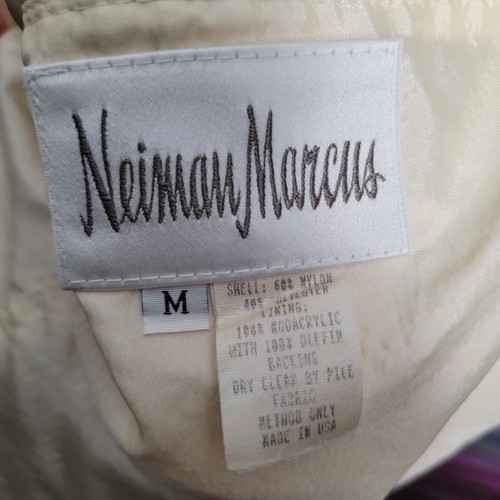 Neiman Marcus
M
SHELL: 60% NYLON
40% POLYESTER
LINING:
100% MODACRYLIC
WITH 100% OLEFIN
BACKING
DRY CLEAN BY PILE
FABRIC
METHOD ONLY
MADE IN USA